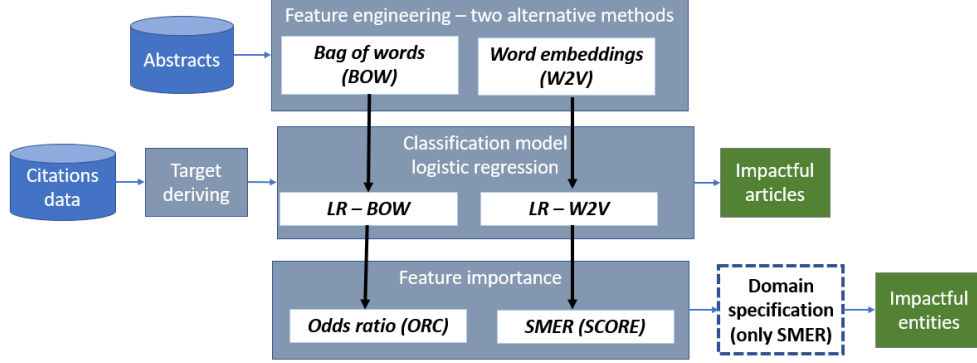 Feature engineering – two alternative methods
Abstracts
Bag of words
(BOW)
Word embeddings
(W2V)
Classification model
logistic regression
Citations
data
Target
deriving
LR – BOW
LR – W2V
Impactful
articles
Feature importance
Odds ratio (ORC)
SMER (SCORE)
Domain
specification
(only SMER)
Impactful
entities